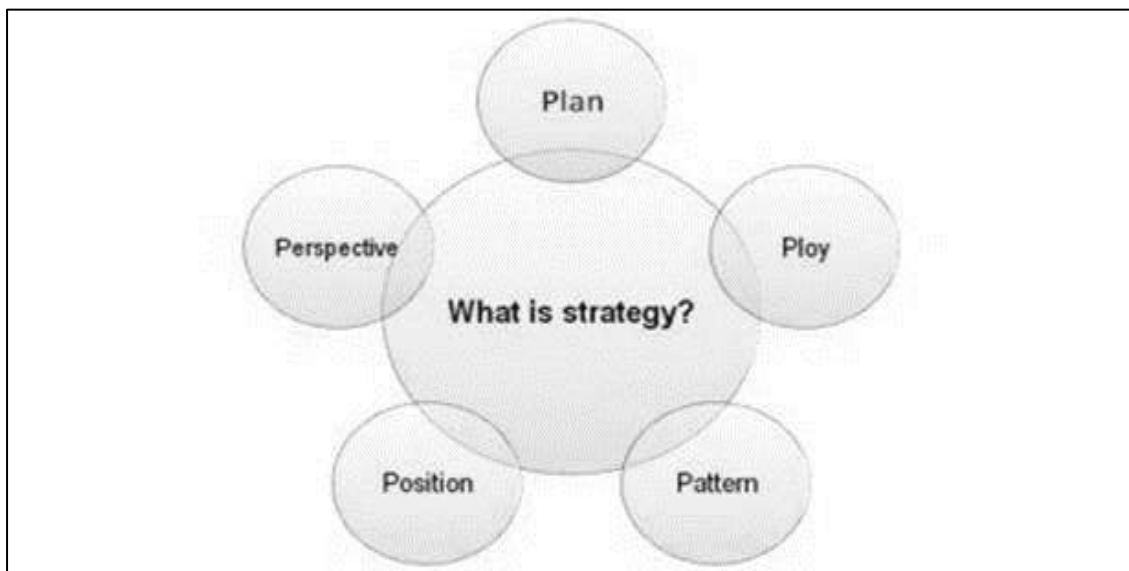 Plan
Perspective
Ploy
What is strategy?
Position
Pattern